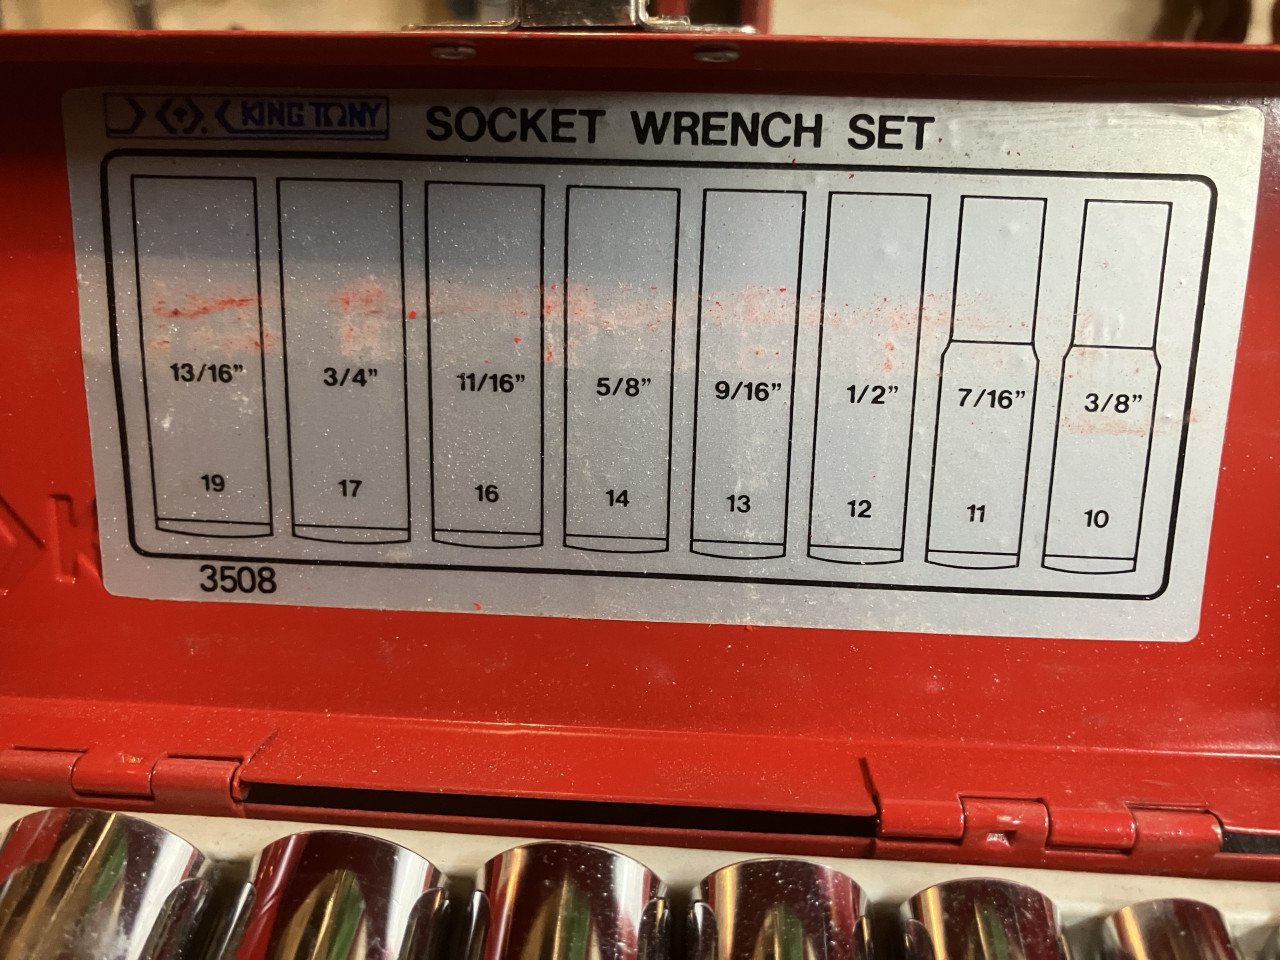 KING TONY SOCKET WRENCH SET
13/16” 3/4” 11/16” 5/8” 9/16” 1/2” 7/16” 3/8”
19 17 16 14 13 12 11 10
3508